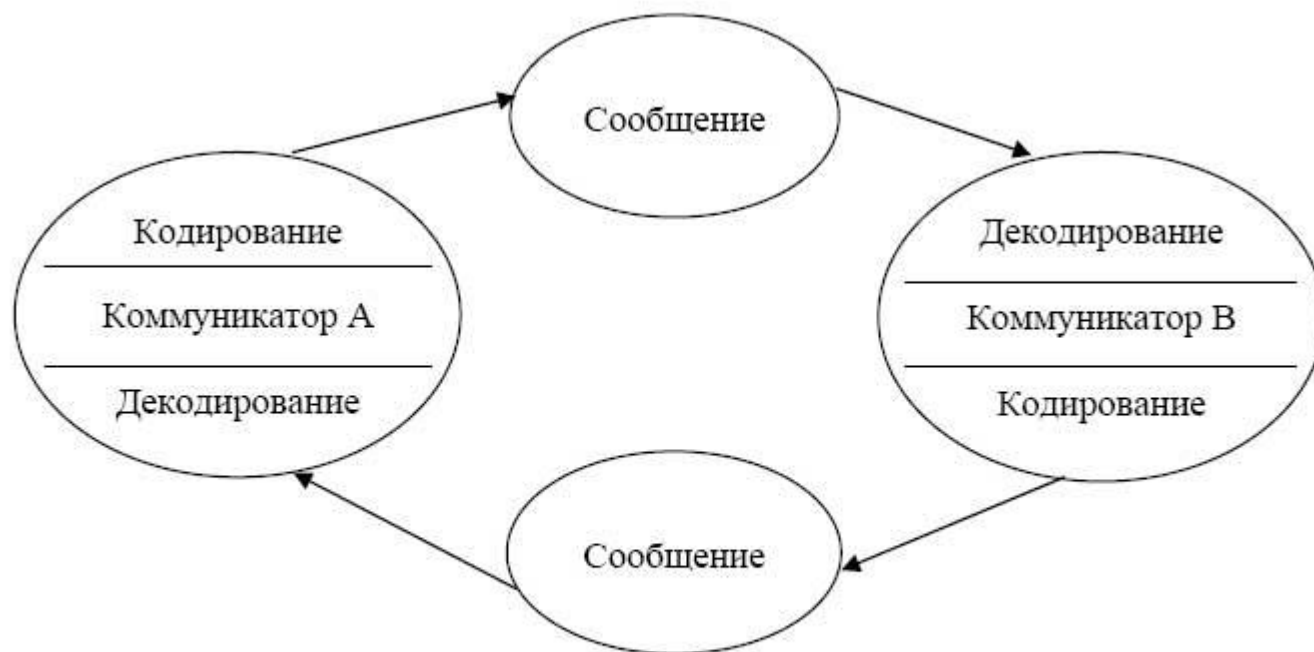 Сообщение
Кодирование
Коммуникатор А
Декодирование
Декодирование
Коммуникатор В
Кодирование
Сообщение